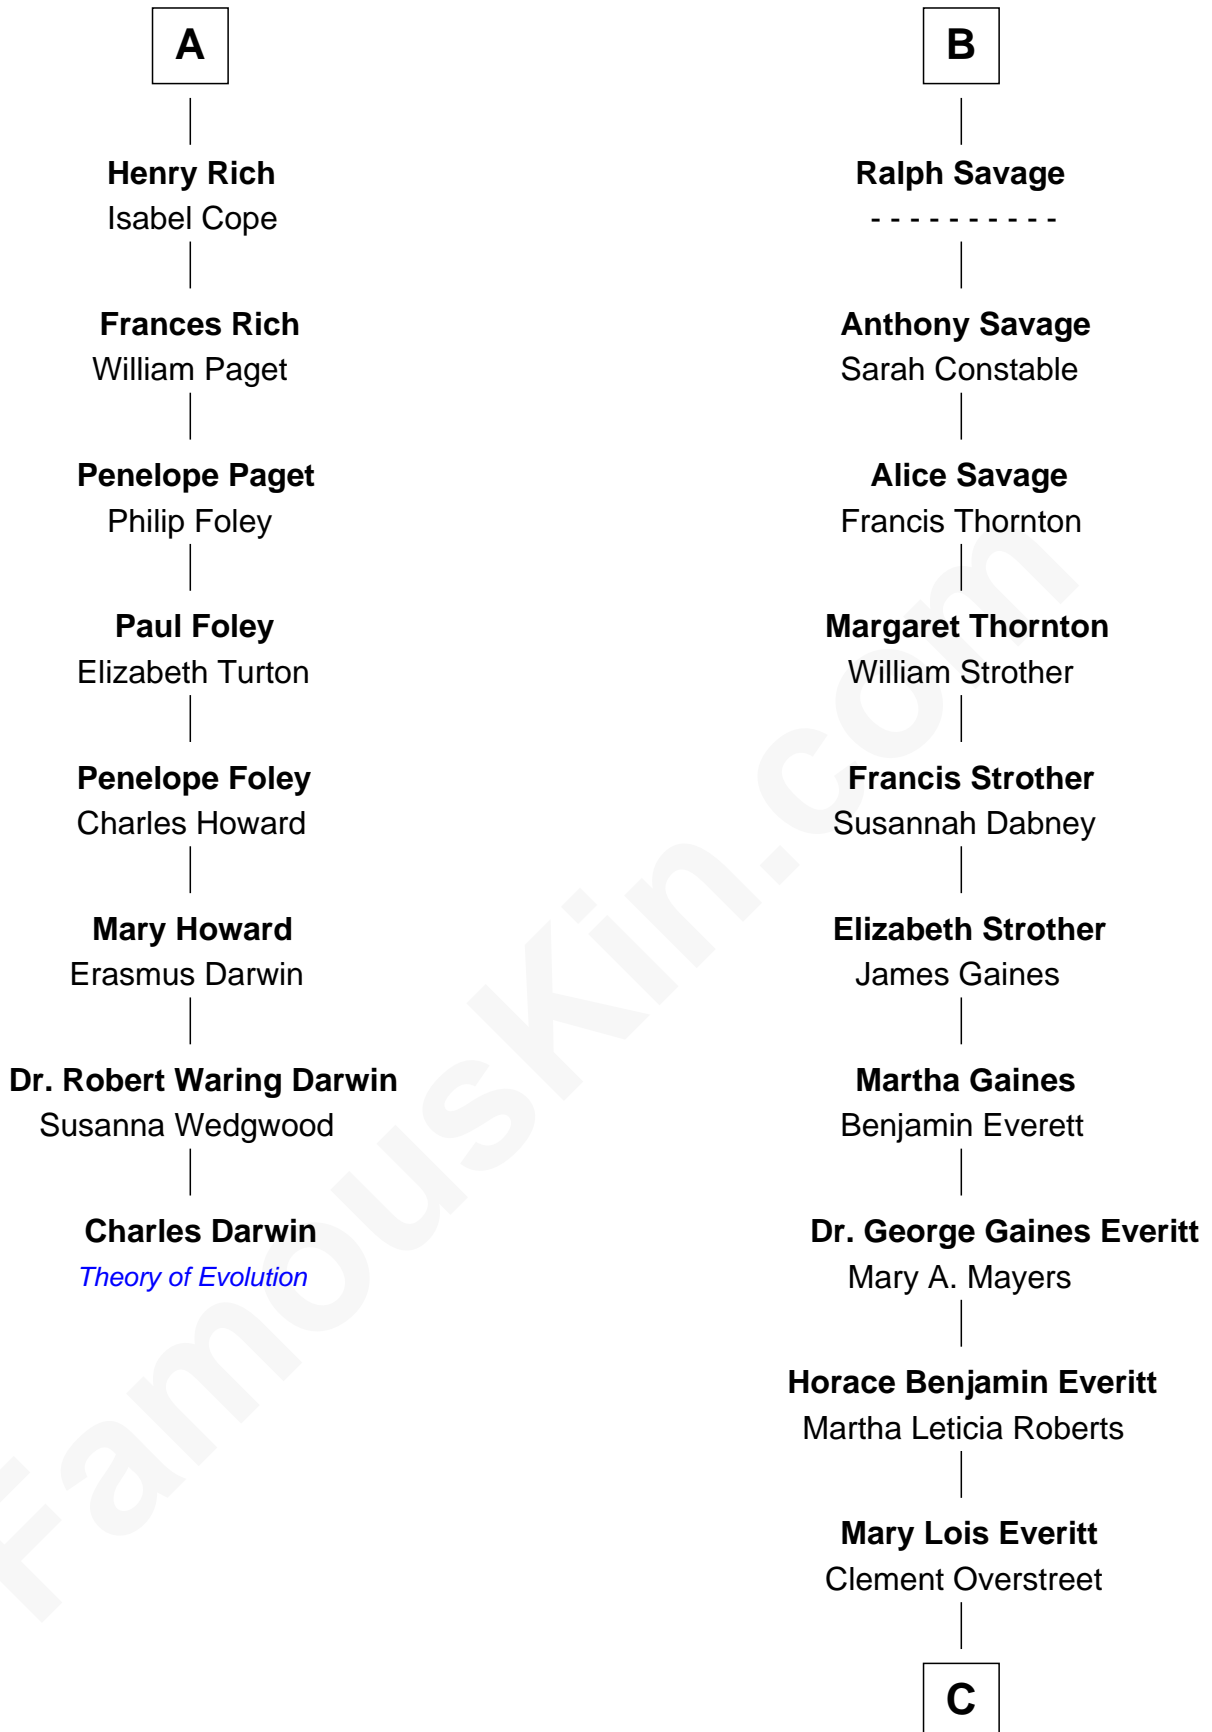 A
Henry Rich
Isabel Cope
Frances Rich
William Paget
Penelope Paget
Philip Foley
Paul Foley
Elizabeth Turton
Penelope Foley
Charles Howard
Mary Howard
Erasmus Darwin
Dr. Robert Waring Darwin
Susanna Wedgwood
Charles Darwin
Theory of Evolution
B
Ralph Savage
- - - - - - - - - -
Anthony Savage
Sarah Constable
Alice Savage
Francis Thornton
Margaret Thornton
William Strother
Francis Strother
Susannah Dabney
Elizabeth Strother
James Gaines
Martha Gaines
Benjamin Everett
Dr. George Gaines Everitt
Mary A. Mayers
Horace Benjamin Everitt
Martha Leticia Roberts
Mary Lois Everitt
Clement Overstreet
C
FamousKin.com